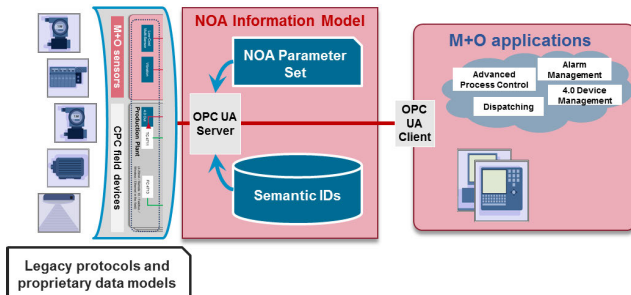 M+O sensors
CPC field devices
Production Plant
NOA Information Model
NOA Parameter
Set
OPC UA
Server
Semantic IDs
OPC
UA
Client
M+O applications
Advanced
Process Control
Alarm
Management
Dispatching
4.0 Device
Management
Legacy protocols and
proprietary data models